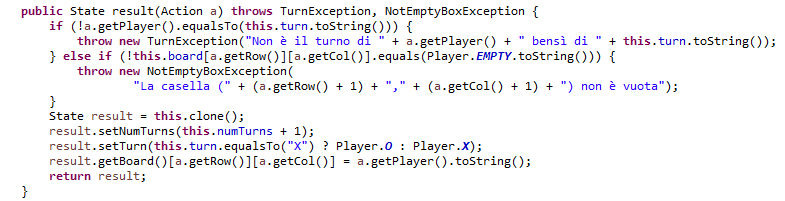 public State result(Action a) throws TurnException, NotEmptyBoxException {
if (!a.getPlayer().equalsTo(this.turn.toString())) {
throw new TurnException("Non è il turno di " + a.getPlayer() + " bensì di " + this.turn.toString());
} else if (!this.board[a.getRow()][a.getCol()].equals(Player.EMPTY.toString())) {
throw new NotEmptyBoxException(
"La casella (" + (a.getRow() + 1) + "," + (a.getCol() + 1) + ") non è vuota");
}
State result = this.clone();
result.setNumTurns(this.numTurns + 1);
result.setTurn(this.turn.equalsTo("X") ? Player.O : Player.X);
result.getBoard()[a.getRow()][a.getCol()] = a.getPlayer().toString();
return result;
}